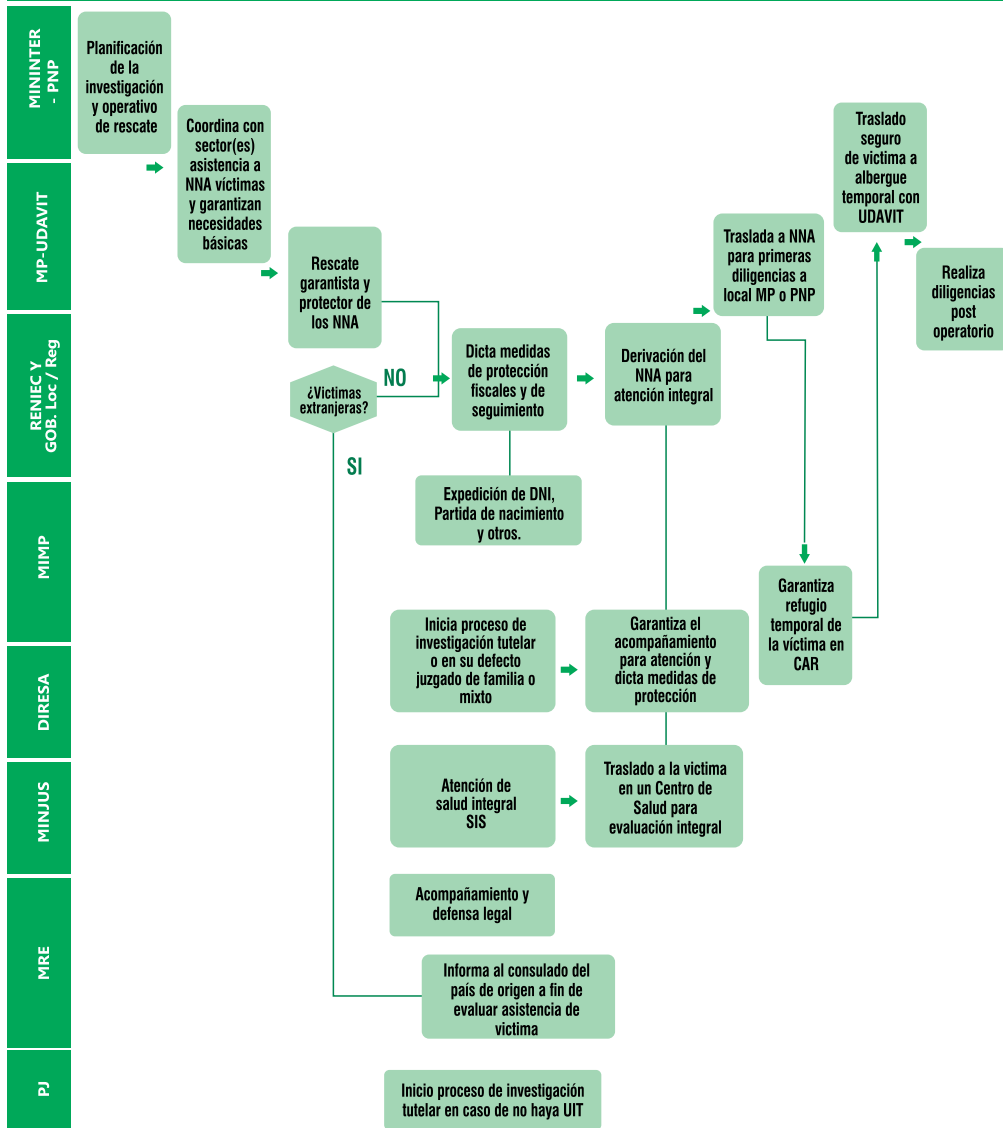 MININTER
- PNP
Planificación
de la
investigación
y operativo
de rescate
Coordina con
sector(es)
asistencia a
NNA víctimas
y garantizan
necesidades
básicas
Traslado
seguro
de victima a
albergue
temporal con
UDAVIT
MP-UDAVIT
Rescate
garantista y
protector de
los NNA
Traslada a NNA
para primeras
diligencias a
local MP o PNP
Realiza
diligencias
post
operatorio
RENIEC Y
GOB. Loc / Reg
¿Victimas
extranjeras?
NO
SI
Dicta medidas
de protección
fiscales y de
seguimiento
Derivación del
NNA para
atención integral
MIMP
Expedición de DNI,
Partida de nacimiento
y otros.
Garantiza
refugio
temporal de
la víctima en
CAR
Inicia proceso de
investigación tutelar
o en su defecto
juzgado de familia o
mixto
Garantiza el
acompañamiento
para atención y
dicta medidas de
protección
DIRESA
MINJUS
Atención de
salud integral
SIS
Traslado a la victima
en un Centro de
Salud para
evaluación integral
MRE
Acompañamiento y
defensa legal
Informa al consulado del
país de origen a fin de
evaluar asistencia de
victima
PJ
Inicio proceso de investigación
tutelar en caso de no haya UIT